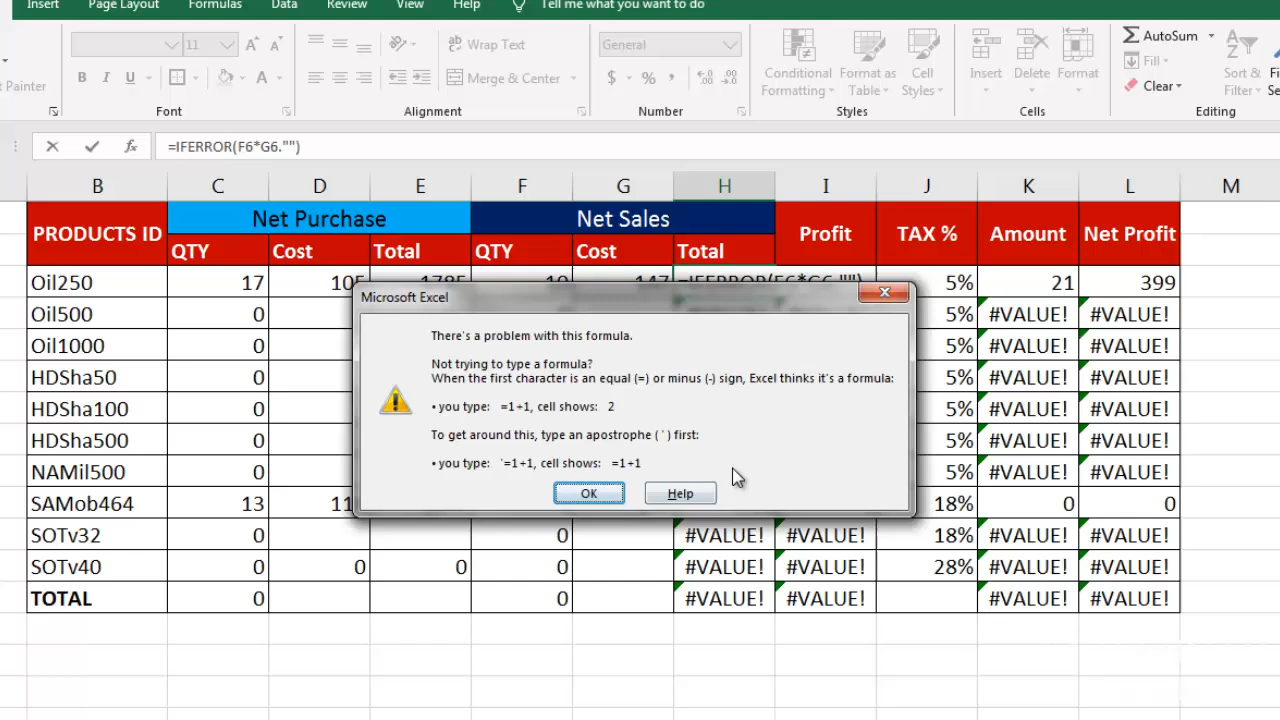 Insert Page Layout Formulas Data Review View Help Tell me what you want to do
11 A A Wrap Text General AutoSum
Painter B I U A Merge & Center $ % , Conditional Formatting Format as Table Cell Styles Insert Delete Format Fill Clear Sort & Filter
Font Alignment Number Styles Cells Editing
fx =IFERROR(F6*G6."")
B C D E F G H I J K L M
PRODUCTS ID Net Purchase Net Sales Profit TAX % Amount Net Profit
QTY Cost Total QTY Cost Total
Oil250 17 105 1785 10 147 =IFERROR(F6*G6."") 5% 21 399
Oil500 0 5% #VALUE! #VALUE!
Oil1000 0 5% #VALUE! #VALUE!
HDSha50 0 5% #VALUE! #VALUE!
HDSha100 0 5% #VALUE! #VALUE!
HDSha500 0 5% #VALUE! #VALUE!
NAMil500 0 5% #VALUE! #VALUE!
SAMob464 13 11 18% 0 0
SOTv32 0 0 #VALUE! #VALUE! 18% #VALUE! #VALUE!
SOTv40 0 0 0 0 #VALUE! #VALUE! 28% #VALUE! #VALUE!
TOTAL 0 0 #VALUE! #VALUE! #VALUE! #VALUE!
Microsoft Excel
There's a problem with this formula.
Not trying to type a formula?
When the first character is an equal (=) or minus (-) sign, Excel thinks it's a formula:
• you type: =1+1, cell shows: 2
To get around this, type an apostrophe ( ' ) first:
• you type: '=1+1, cell shows: =1+1
OK Help